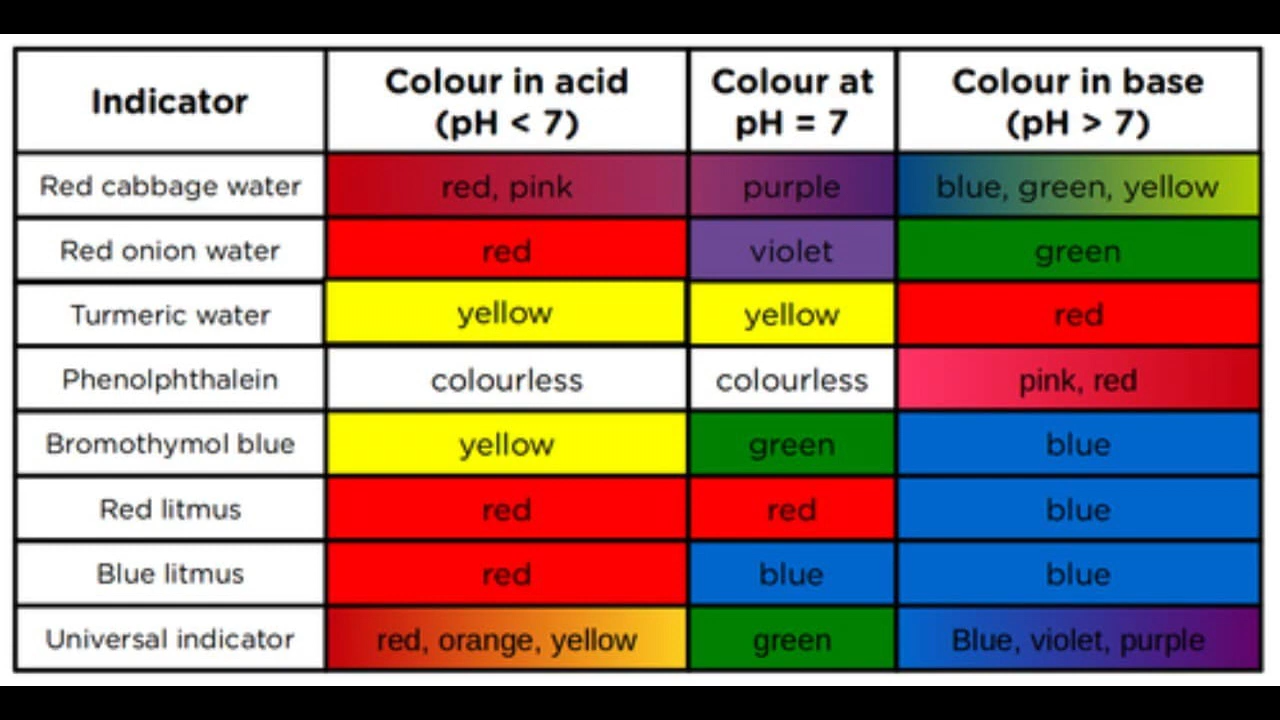 Indicator
Colour in acid
(pH < 7)
Colour at
pH = 7
Colour in base
(pH > 7)
Red cabbage water
red, pink
purple
blue, green, yellow
Red onion water
red
violet
green
Turmeric water
yellow
yellow
red
Phenolphthalein
colourless
colourless
pink, red
Bromothymol blue
yellow
green
blue
Red litmus
red
red
blue
Blue litmus
red
blue
blue
Universal indicator
red, orange, yellow
green
Blue, violet, purple